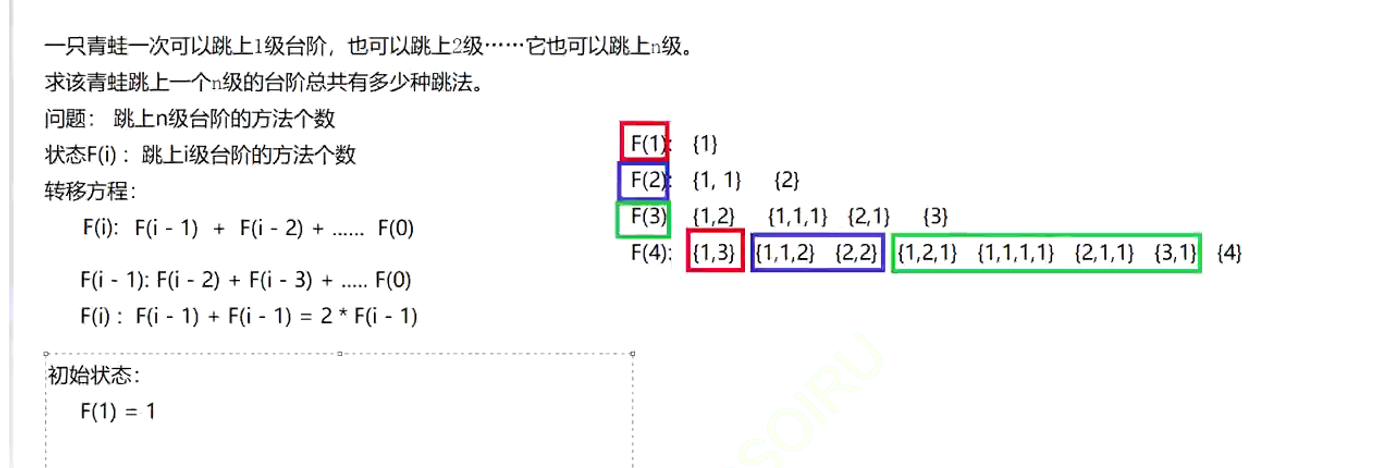 一只青蛙一次可以跳上1级台阶，也可以跳上2级……它也可以跳上n级。
求该青蛙跳上一个n级的台阶总共有多少种跳法。
问题： 跳上n级台阶的方法个数
状态F(i)：跳上i级台阶的方法个数
转移方程：
F(i): F(i - 1) + F(i - 2) + ...... F(0)
F(i - 1): F(i - 2) + F(i - 3) + ..... F(0)
F(i) : F(i - 1) + F(i - 1) = 2 * F(i - 1)
初始状态：
F(1) = 1
F(1): {1}
F(2): {1, 1} {2}
F(3) {1,2} {1,1,1} {2,1} {3}
F(4): {1,3} {1,1,2} {2,2} {1,2,1} {1,1,1,1} {2,1,1} {3,1} {4}
SOIRU